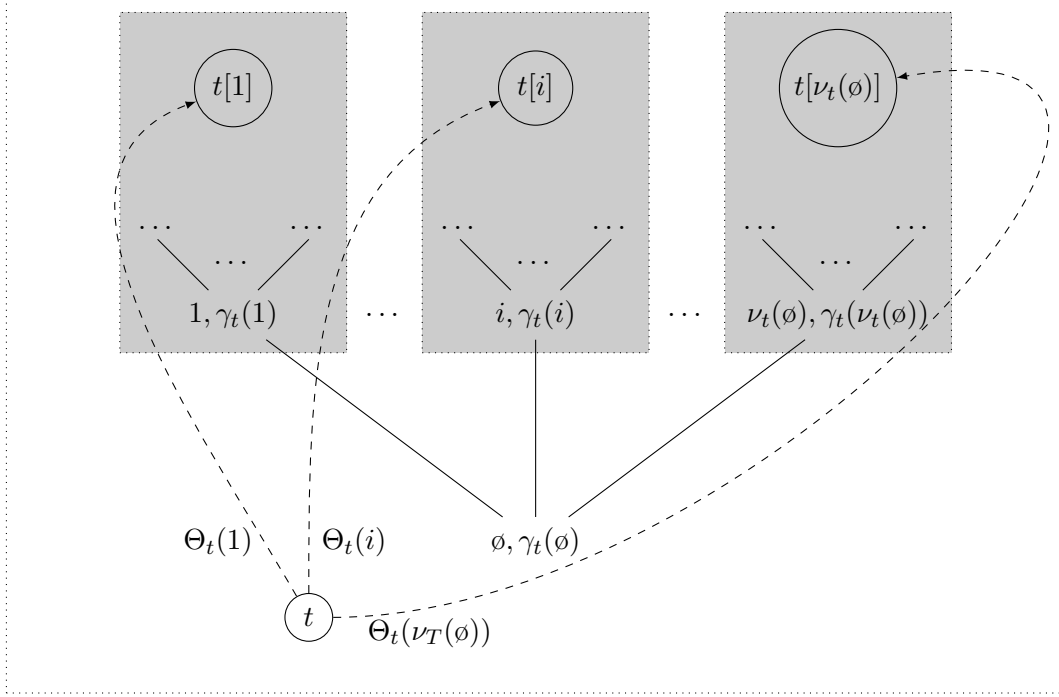 t[1] t[i] t[ν_t(ø)]
... ... ... ... ... ...
... ... ...
1, γ_t(1) ... i, γ_t(i) ... ν_t(ø), γ_t(ν_t(ø))
Θ_t(1) Θ_t(i) ø, γ_t(ø)
t
Θ_t(ν_T(ø))